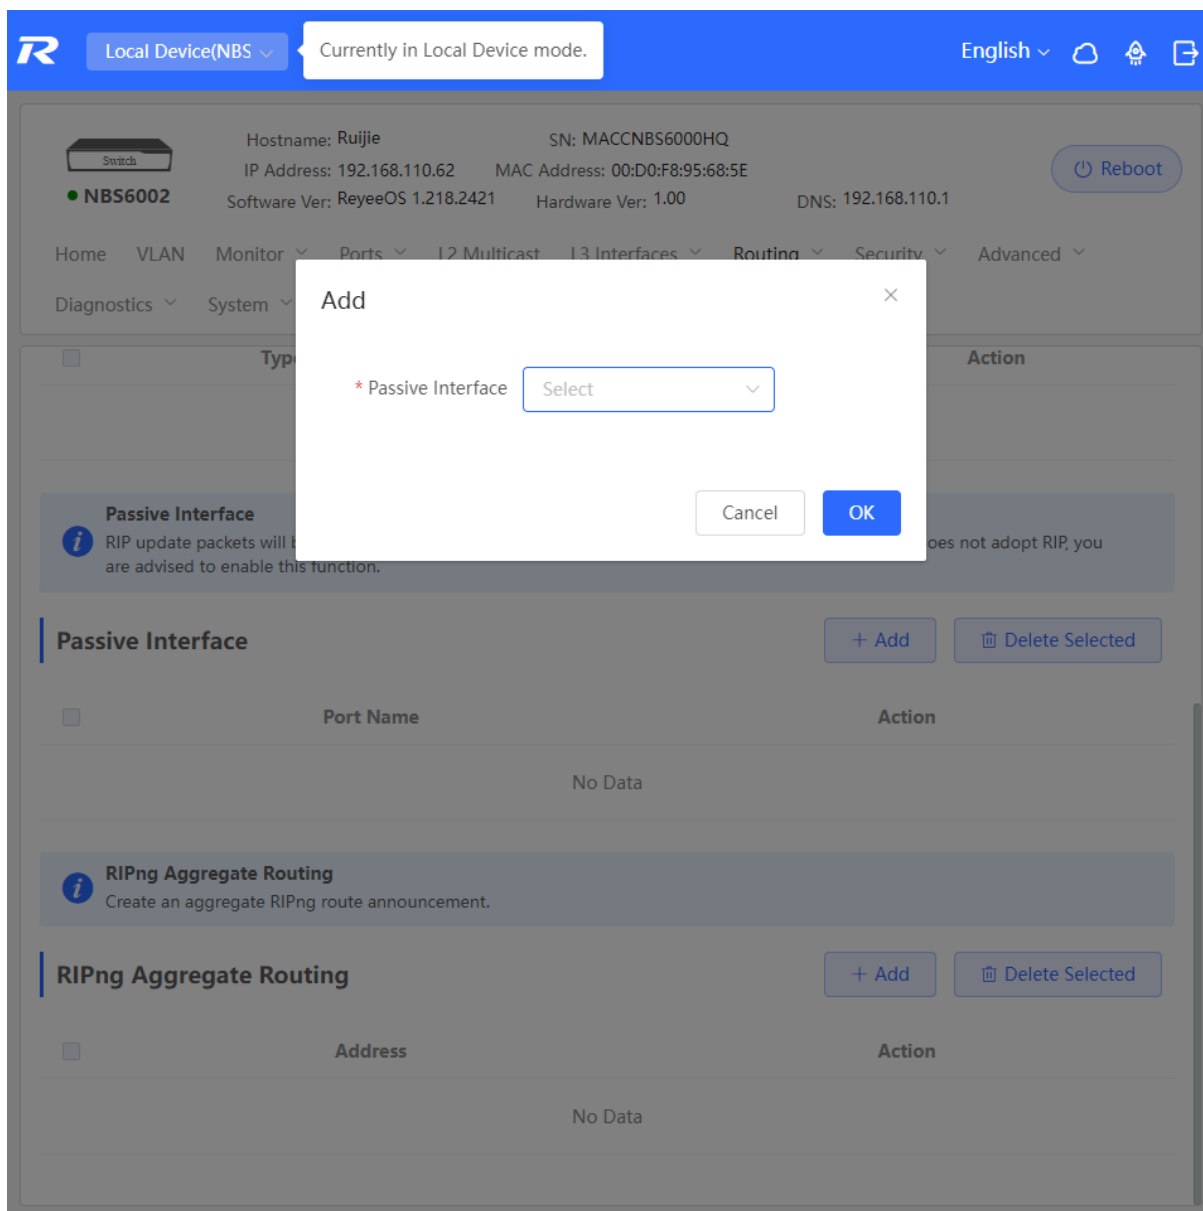 Local Device(NBS
Currently in Local Device mode.
English
Switch
NBS6002
Hostname: Ruijie
SN: MACCNBS6000HQ
IP Address: 192.168.110.62
MAC Address: 00:D0:F8:95:68:5E
Software Ver: ReyeeOS 1.218.2421
Hardware Ver: 1.00
DNS: 192.168.110.1
Reboot
Home VLAN Monitor Ports L2 Multicast L3 Interfaces Routing Security Advanced
Diagnostics System
Add
* Passive Interface Select
Cancel OK
Action
Passive Interface
RIP update packets will
oes not adopt RIP, you
are advised to enable this function.
Passive Interface
+ Add Delete Selected
Port Name Action
No Data
RIPng Aggregate Routing
Create an aggregate RIPng route announcement.
RIPng Aggregate Routing
+ Add Delete Selected
Address Action
No Data